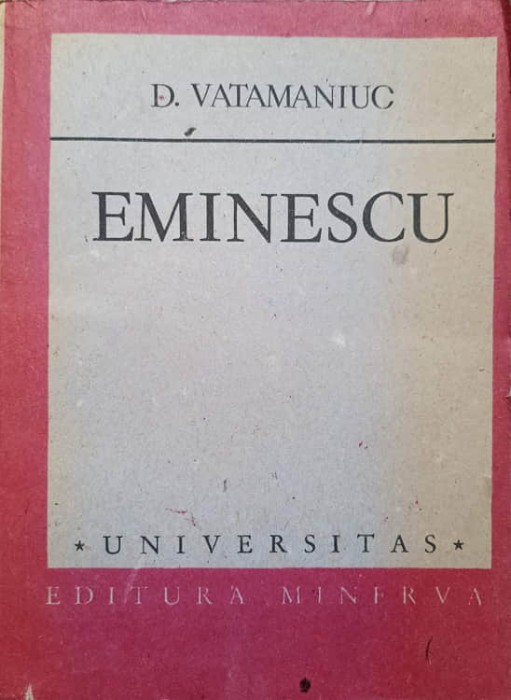 D. VATAMANIUC
EMINESCU
* UNIVERSITAS *
EDITURA MINERVA